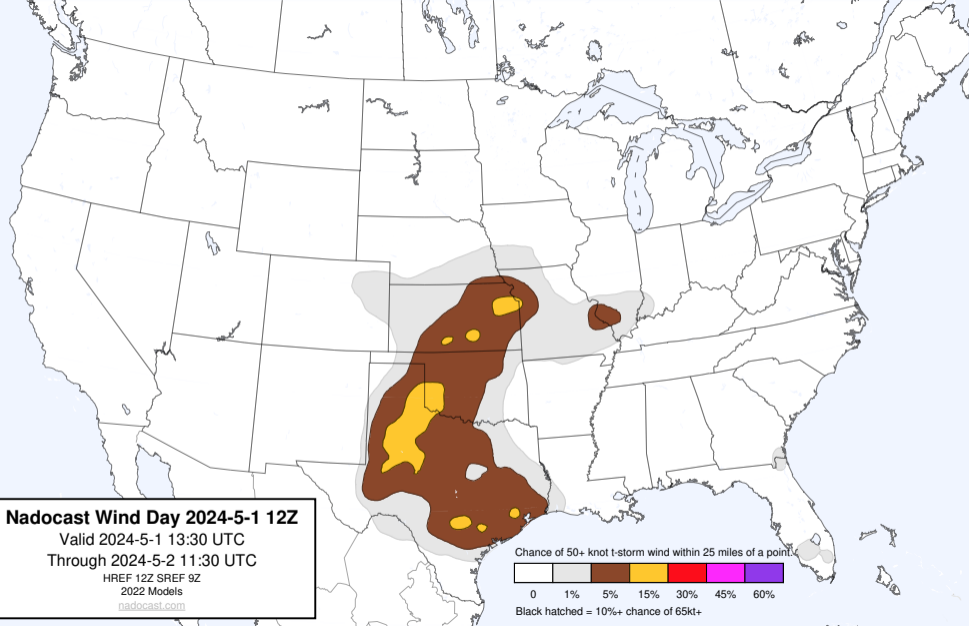 Nadocast Wind Day 2024-5-1 12Z
Valid 2024-5-1 13:30 UTC
Through 2024-5-2 11:30 UTC
HREF 12Z SREF 9Z
2022 Models
nadocast.com
Chance of 50+ knot t-storm wind within 25 miles of a point.
0 1% 5% 15% 30% 45% 60%
Black hatched = 10%+ chance of 65kt+